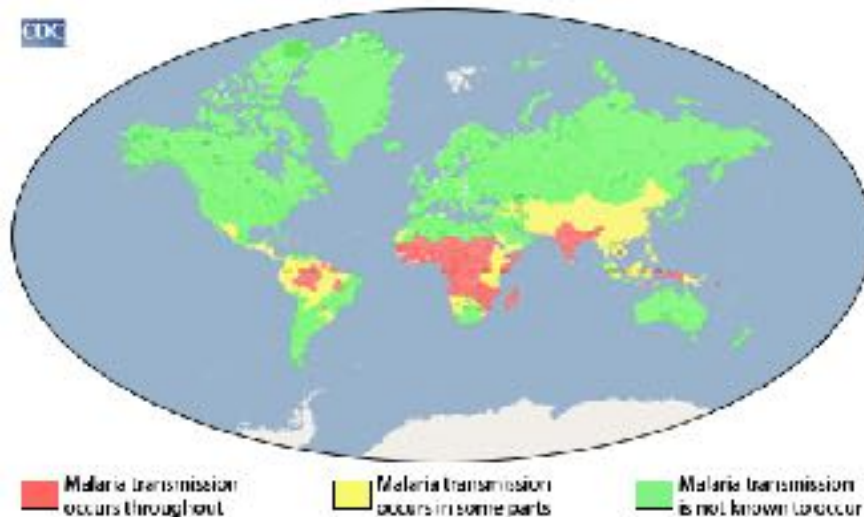 CDC
Malaria transmission
occurs throughout
Malaria transmission
occurs in some parts
Malaria transmission
is not known to occur